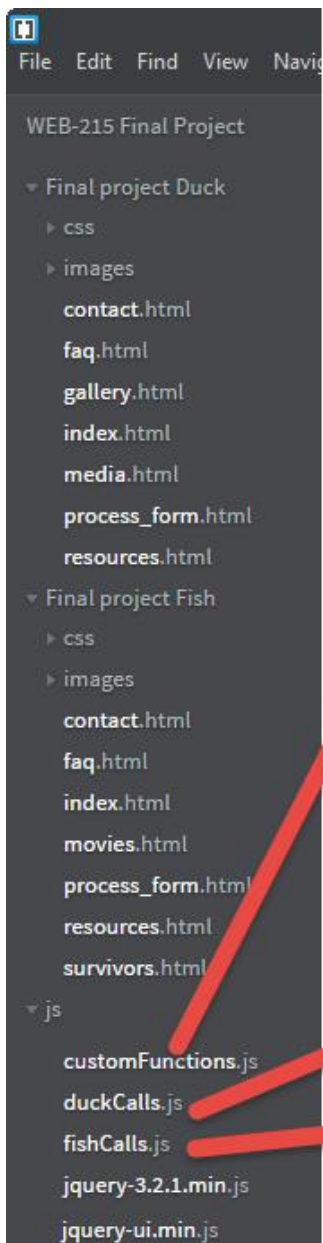 File Edit Find View Navig
WEB-215 Final Project
Final project Duck
css
images
contact.html
faq.html
gallery.html
index.html
media.html
process_form.html
resources.html
Final project Fish
css
images
contact.html
faq.html
index.html
movies.html
process_form.html
resources.html
survivors.html
js
customFunctions.js
duckCalls.js
fishCalls.js
jquery-3.2.1.min.js
jquery-ui.min.js